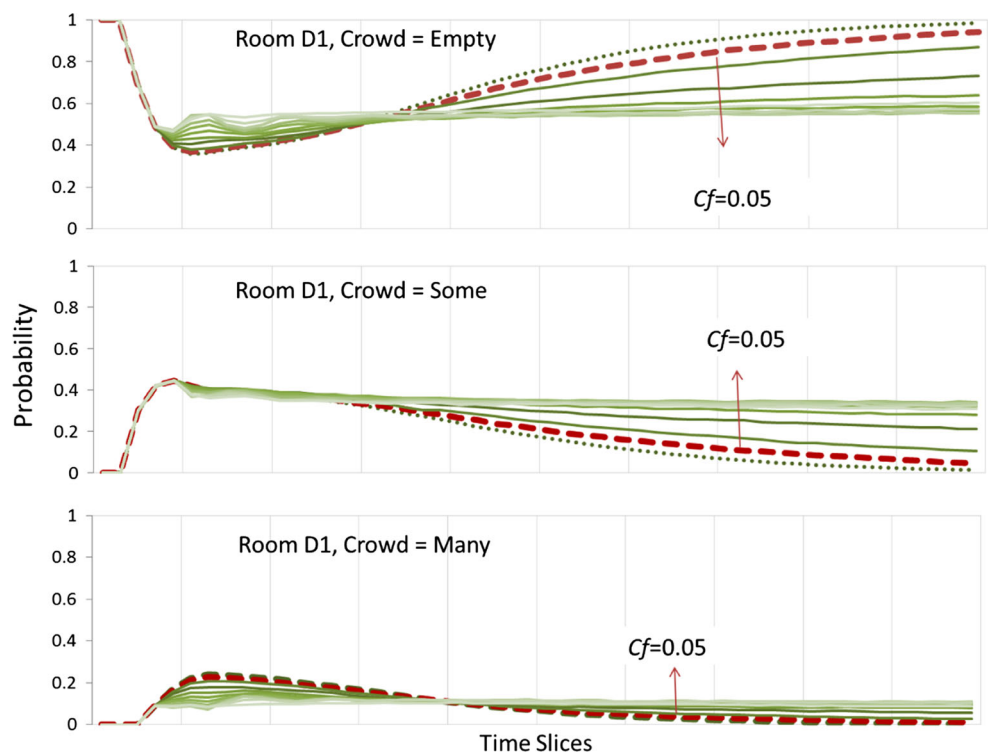 Room D1, Crowd = Empty
1
0.8
0.6
0.4
0.2
0
Cf=0.05
Room D1, Crowd = Some
1
0.8
0.6
0.4
0.2
0
Cf=0.05
Probability
Room D1, Crowd = Many
1
0.8
0.6
0.4
0.2
0
Cf=0.05
Time Slices